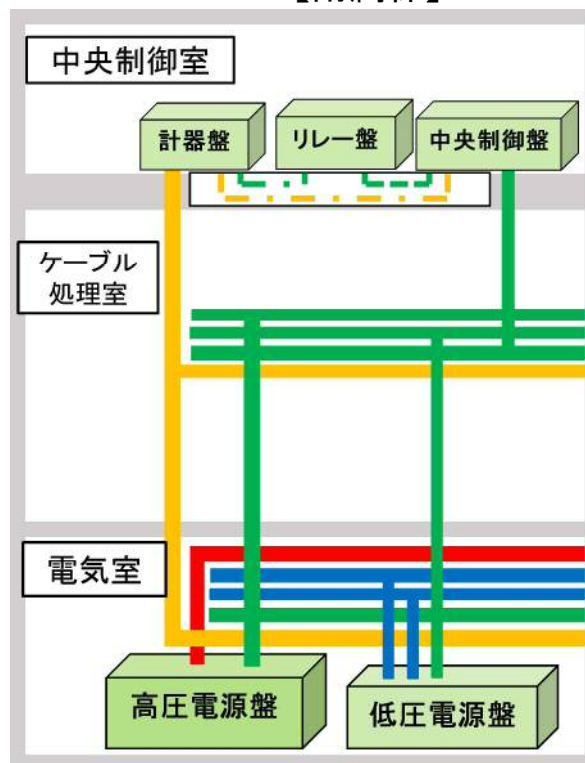 中央制御室
計器盤
リレー盤
中央制御盤
ケーブル
処理室
電気室
高圧電源盤
低圧電源盤